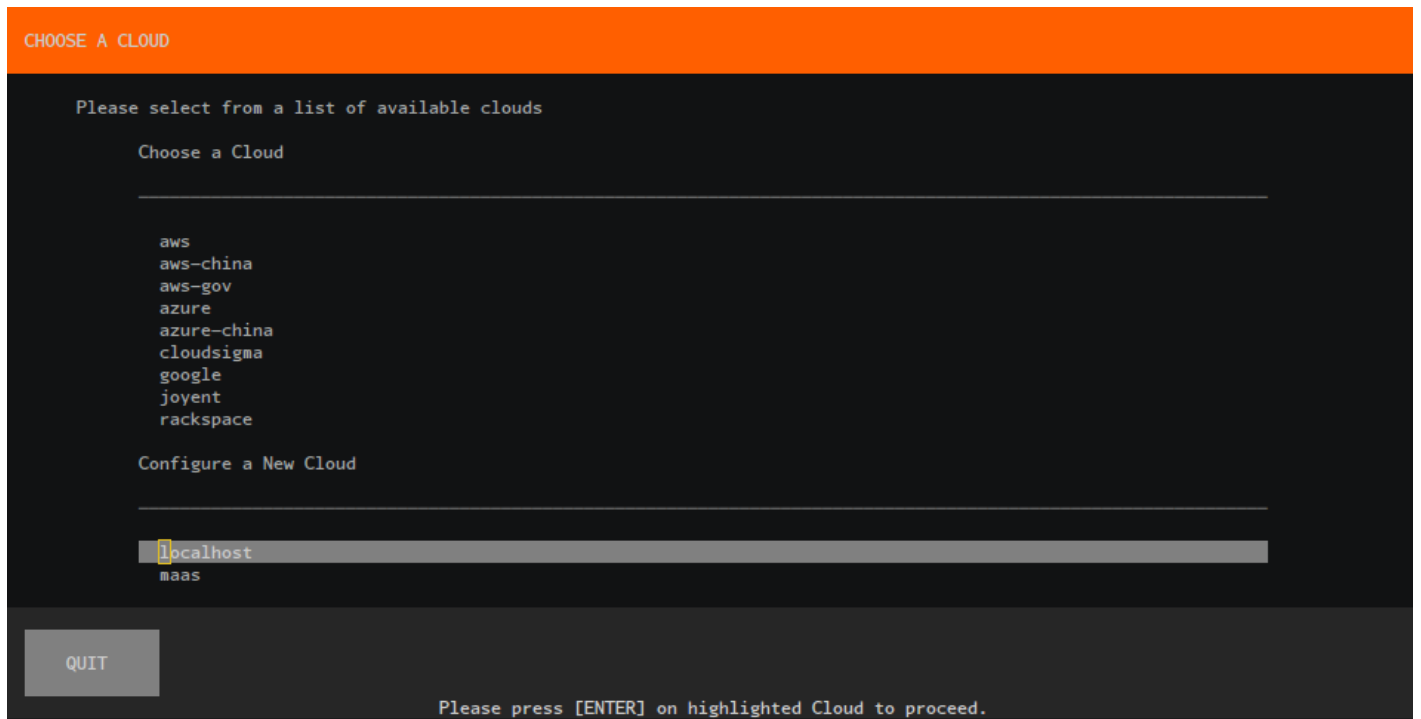 CHOOSE A CLOUD
Please select from a list of available clouds
Choose a Cloud
aws
aws-china
aws-gov
azure
azure-china
cloudsigma
google
joyent
rackspace
Configure a New Cloud
localhost
maas
QUIT
Please press [ENTER] on highlighted Cloud to proceed.